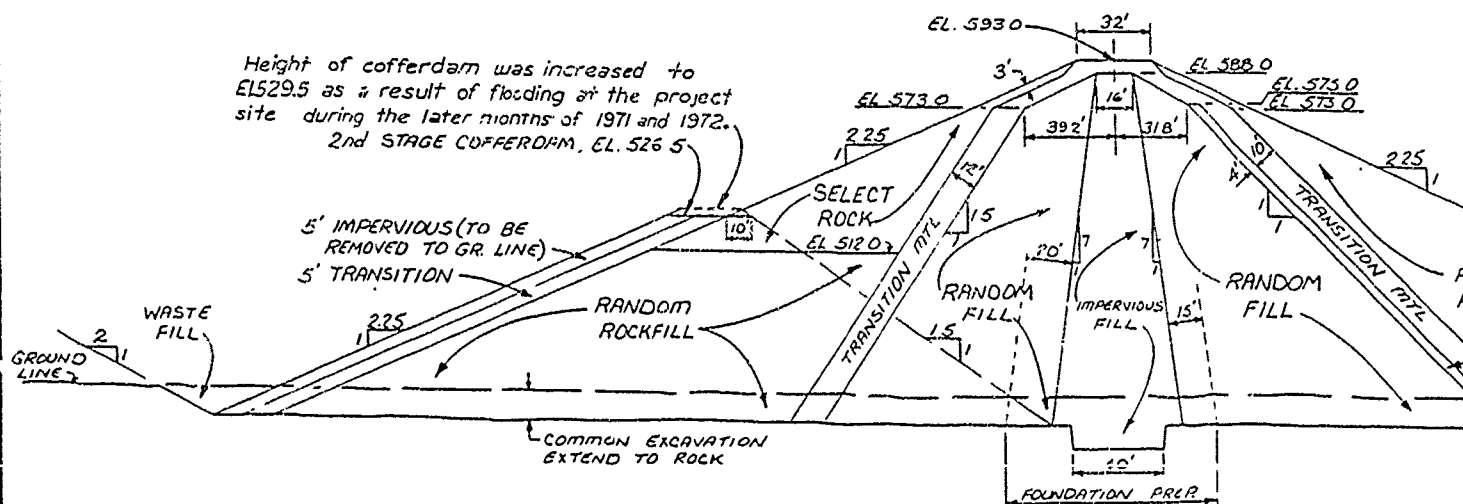 Height of cofferdam was increased to
EL529.5 as a result of flooding at the project
site during the later months of 1971 and 1972.
2nd STAGE COFFERDAM, EL. 526 5
EL. 593 0
32'
EL 588 0
EL 575 0
EL 573 0
EL 573 0
3'
16'
392'
318'
2.25
1
2.25
1
10'
4'
12'
SELECT
ROCK
5' IMPERVIOUS (TO BE
REMOVED TO GR. LINE)
10'
EL 512 0
1.5
1
1
5' TRANSITION
TRANSITION MTL
TRANSITION MTL
20'
7
1
7
1
RANDOM
ROCKFILL
RANDOM
FILL
IMPERVIOUS
FILL
RANDOM
FILL
15'
WASTE
FILL
2
1
2.25
1
1.5
1
GROUND
LINE
COMMON EXCAVATION
EXTEND TO ROCK
FOUNDATION PREP.